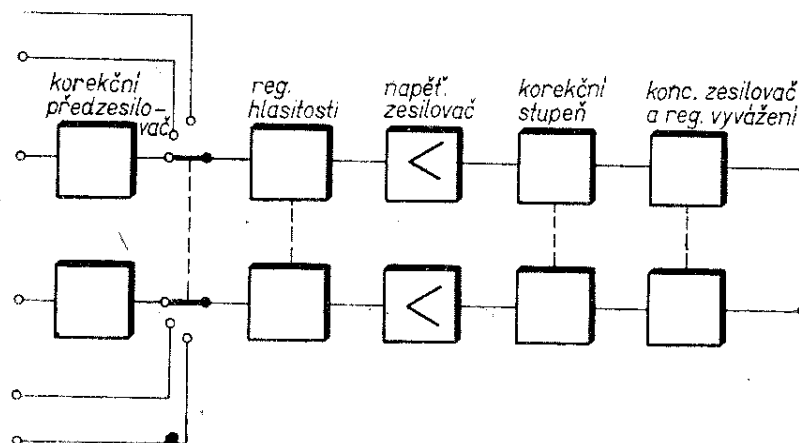 korekční
předzesilo-
vač
reg.
hlasitosti
napěť.
zesilovač
korekční
stupeň
konc. zesilovač
a reg. vyvážení